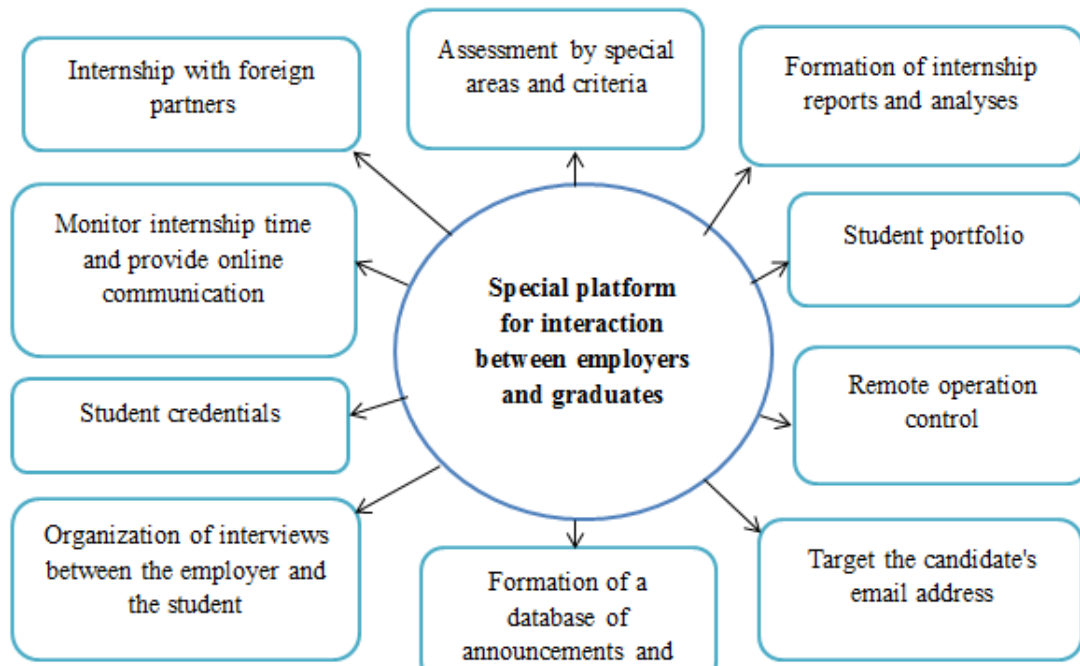 Internship with foreign
partners
Assessment by special
areas and criteria
Formation of internship
reports and analyses
Monitor internship time
and provide online
communication
Special platform
for interaction
between employers
and graduates
Student portfolio
Student credentials
Remote operation
control
Organization of interviews
between the employer and
the student
Formation of a
database of
announcements and
Target the candidate's
email address